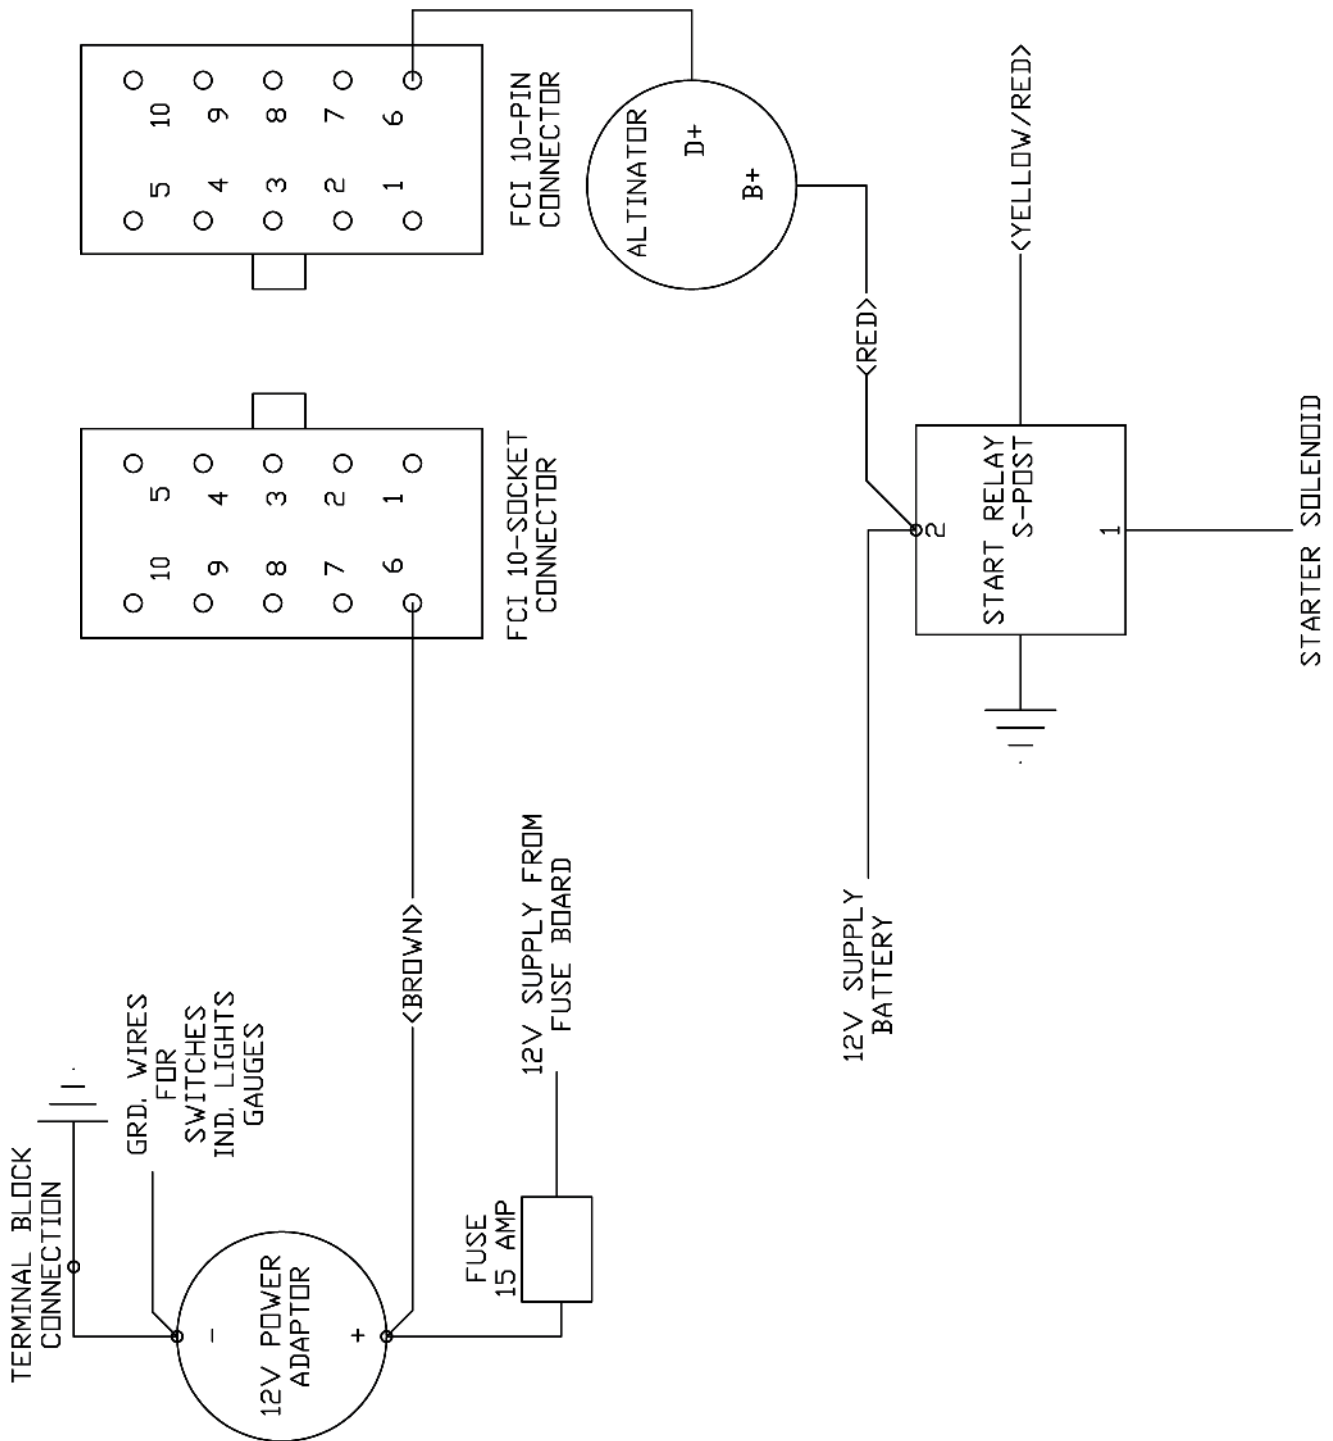 TERMINAL BLOCK
CONNECTION
GRD. WIRES
FOR
SWITCHES
IND. LIGHTS
GAUGES
12V POWER
ADAPTOR
-
+
FUSE
15 AMP
12V SUPPLY FROM
FUSE BOARD
<BROWN>
10
9
8
7
6
5
4
3
2
1
FCI 10-SOCKET
CONNECTOR
5
4
3
2
1
10
9
8
7
6
FCI 10-PIN
CONNECTOR
ALTINATOR
D+
B+
<RED>
12V SUPPLY
BATTERY
START RELAY
S-POST
2
1
<YELLOW/RED>
STARTER SOLENOID